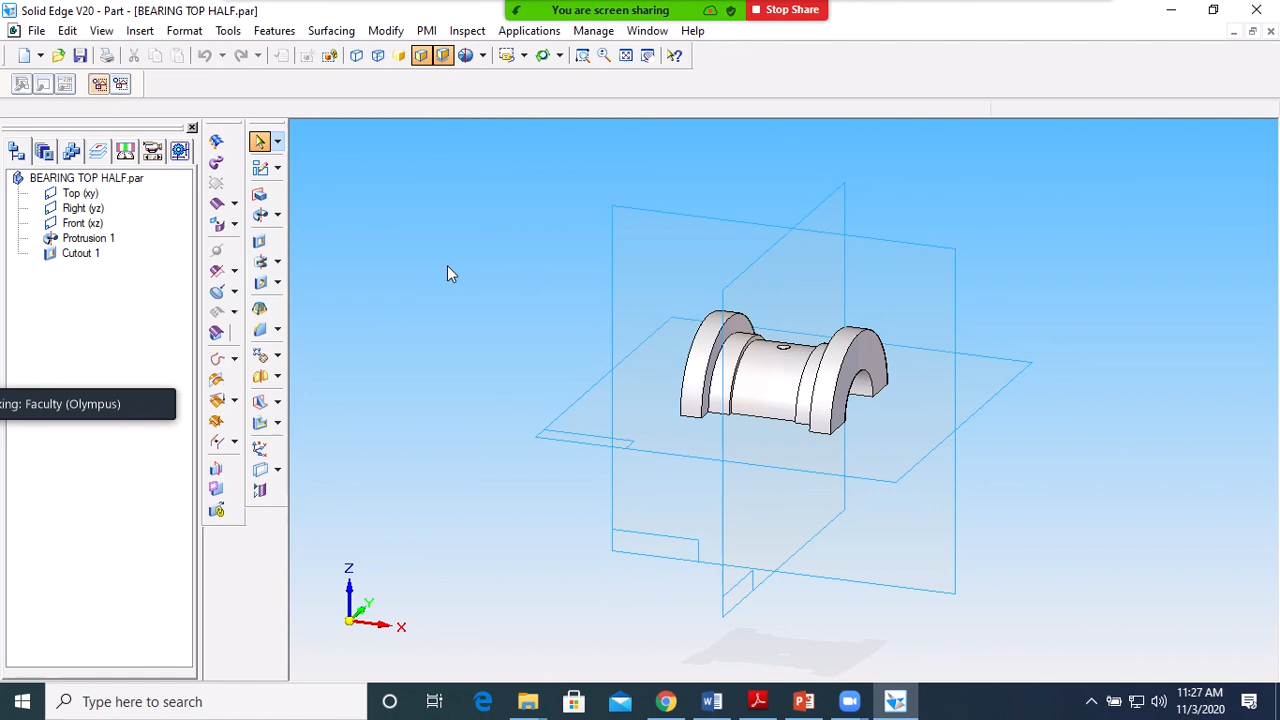 Solid Edge V20 - Part - [BEARING TOP HALF.par]
You are screen sharing
Stop Share
File Edit View Insert Format Tools Features Surfacing Modify PMI Inspect Applications Manage Window Help
BEARING TOP HALF.par
Top (xy)
Right (yz)
Front (xz)
Protrusion 1
Cutout 1
king: Faculty (Olympus)
Z
Y
X
Type here to search
11:27 AM
11/3/2020